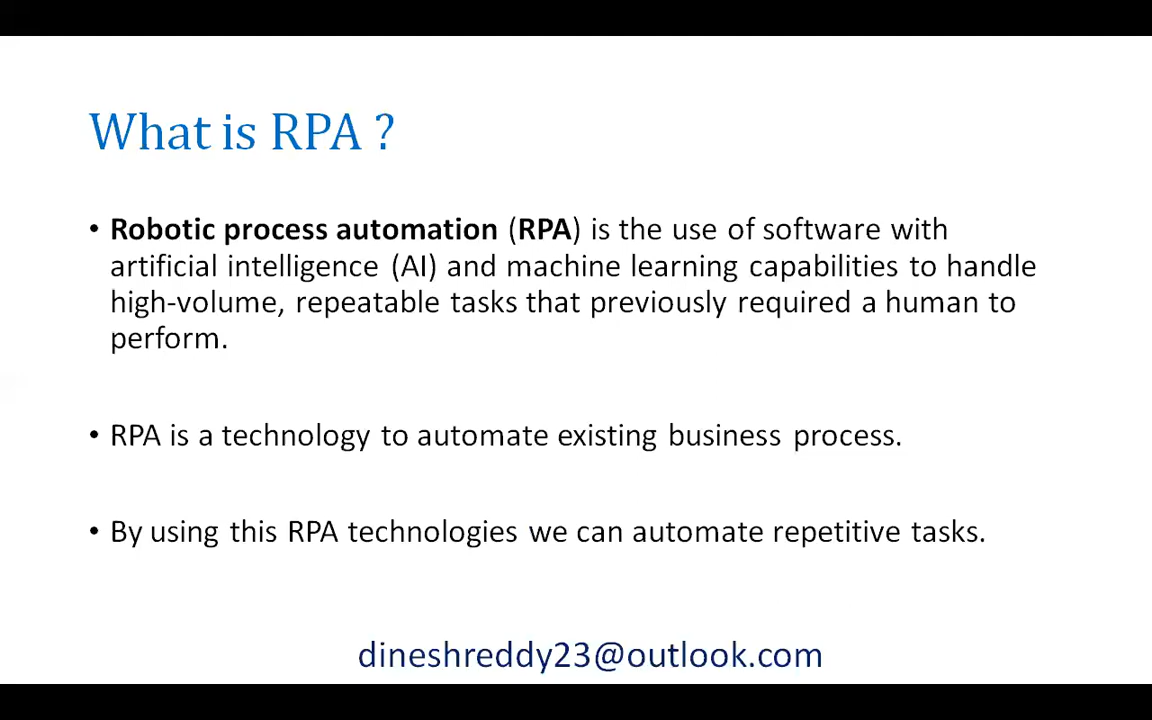 What is RPA ?
• Robotic process automation (RPA) is the use of software with
artificial intelligence (AI) and machine learning capabilities to handle
high-volume, repeatable tasks that previously required a human to
perform.
• RPA is a technology to automate existing business process.
• By using this RPA technologies we can automate repetitive tasks.
dineshreddy23@outlook.com